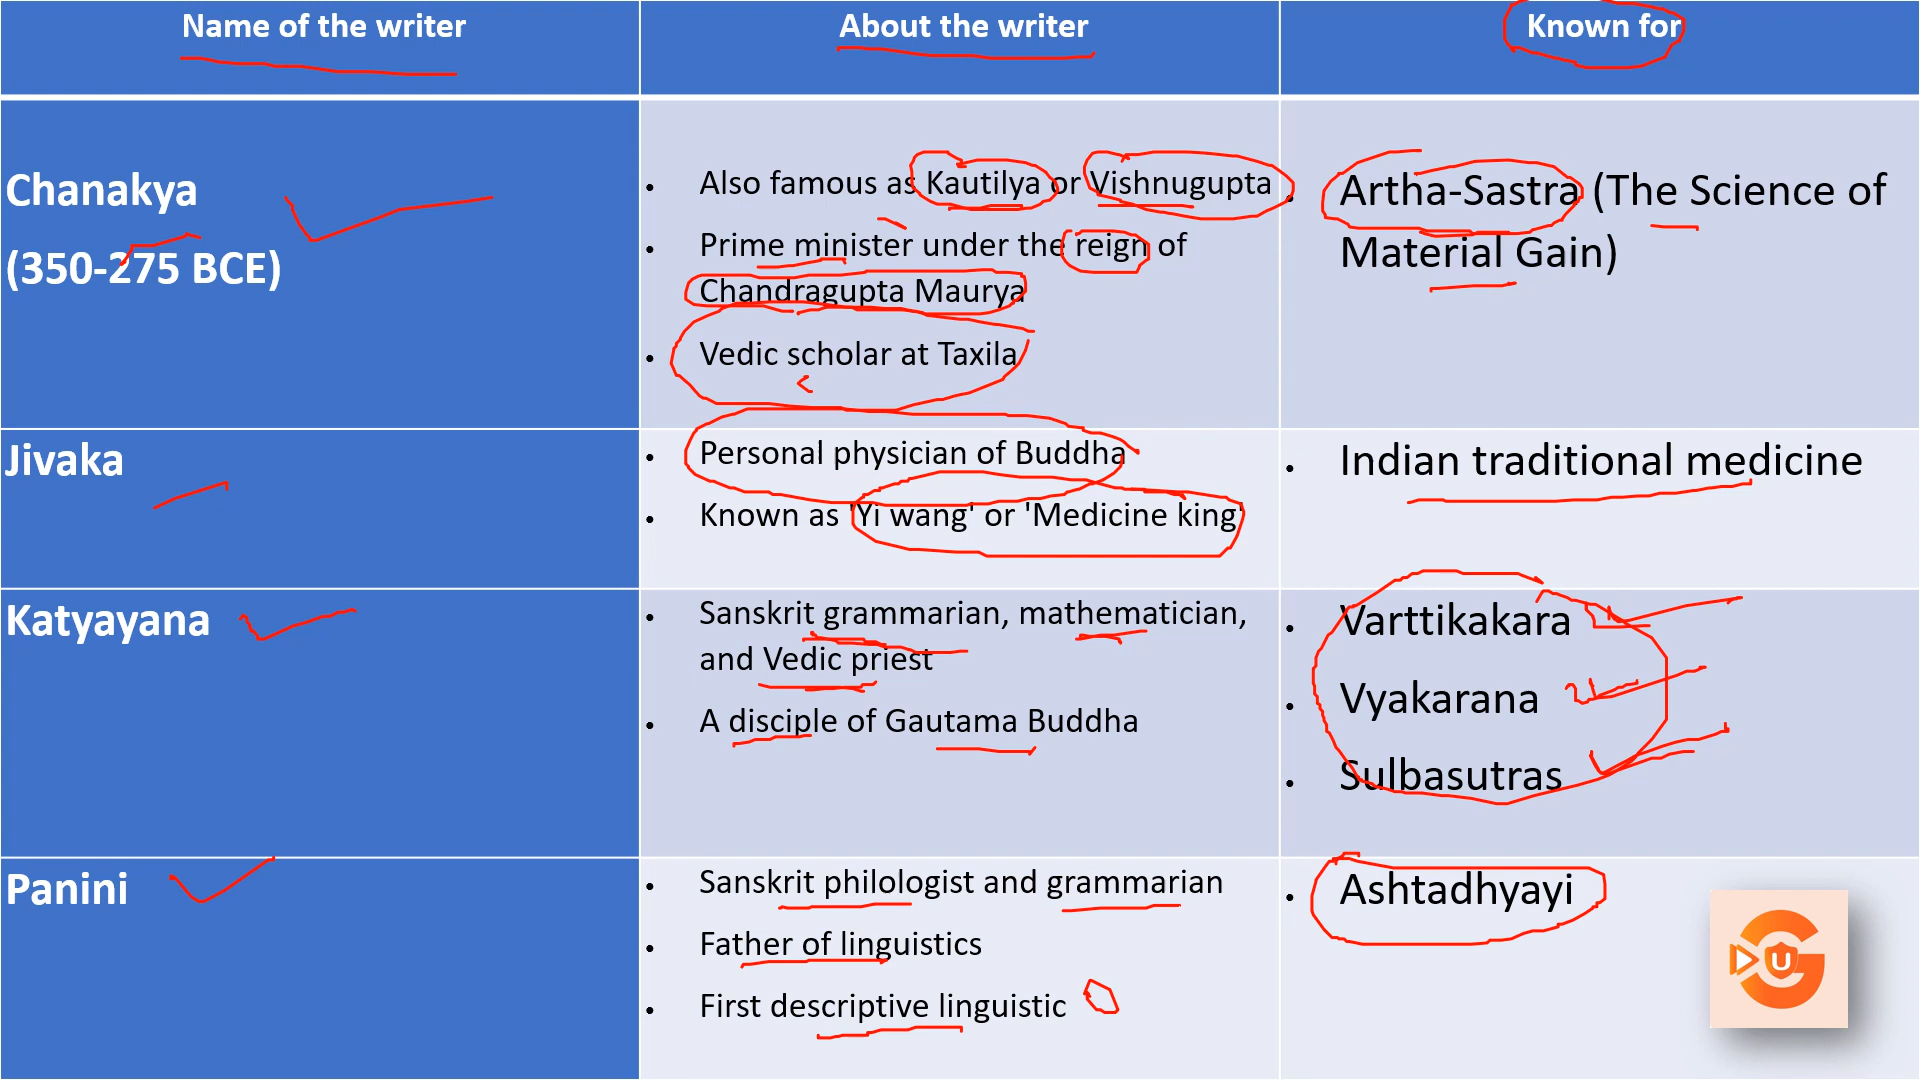 Name of the writer
About the writer
Known for
Chanakya
(350-275 BCE)
• Also famous as Kautilya or Vishnugupta
• Prime minister under the reign of
Chandragupta Maurya
• Vedic scholar at Taxila
• Artha-Sastra (The Science of
Material Gain)
Jivaka
• Personal physician of Buddha
• Known as 'Yi wang' or 'Medicine king'
• Indian traditional medicine
Katyayana
• Sanskrit grammarian, mathematician,
and Vedic priest
• A disciple of Gautama Buddha
• Varttikakara
• Vyakarana
• Sulbasutras
Panini
• Sanskrit philologist and grammarian
• Father of linguistics
• First descriptive linguistic
• Ashtadhyayi
G
U